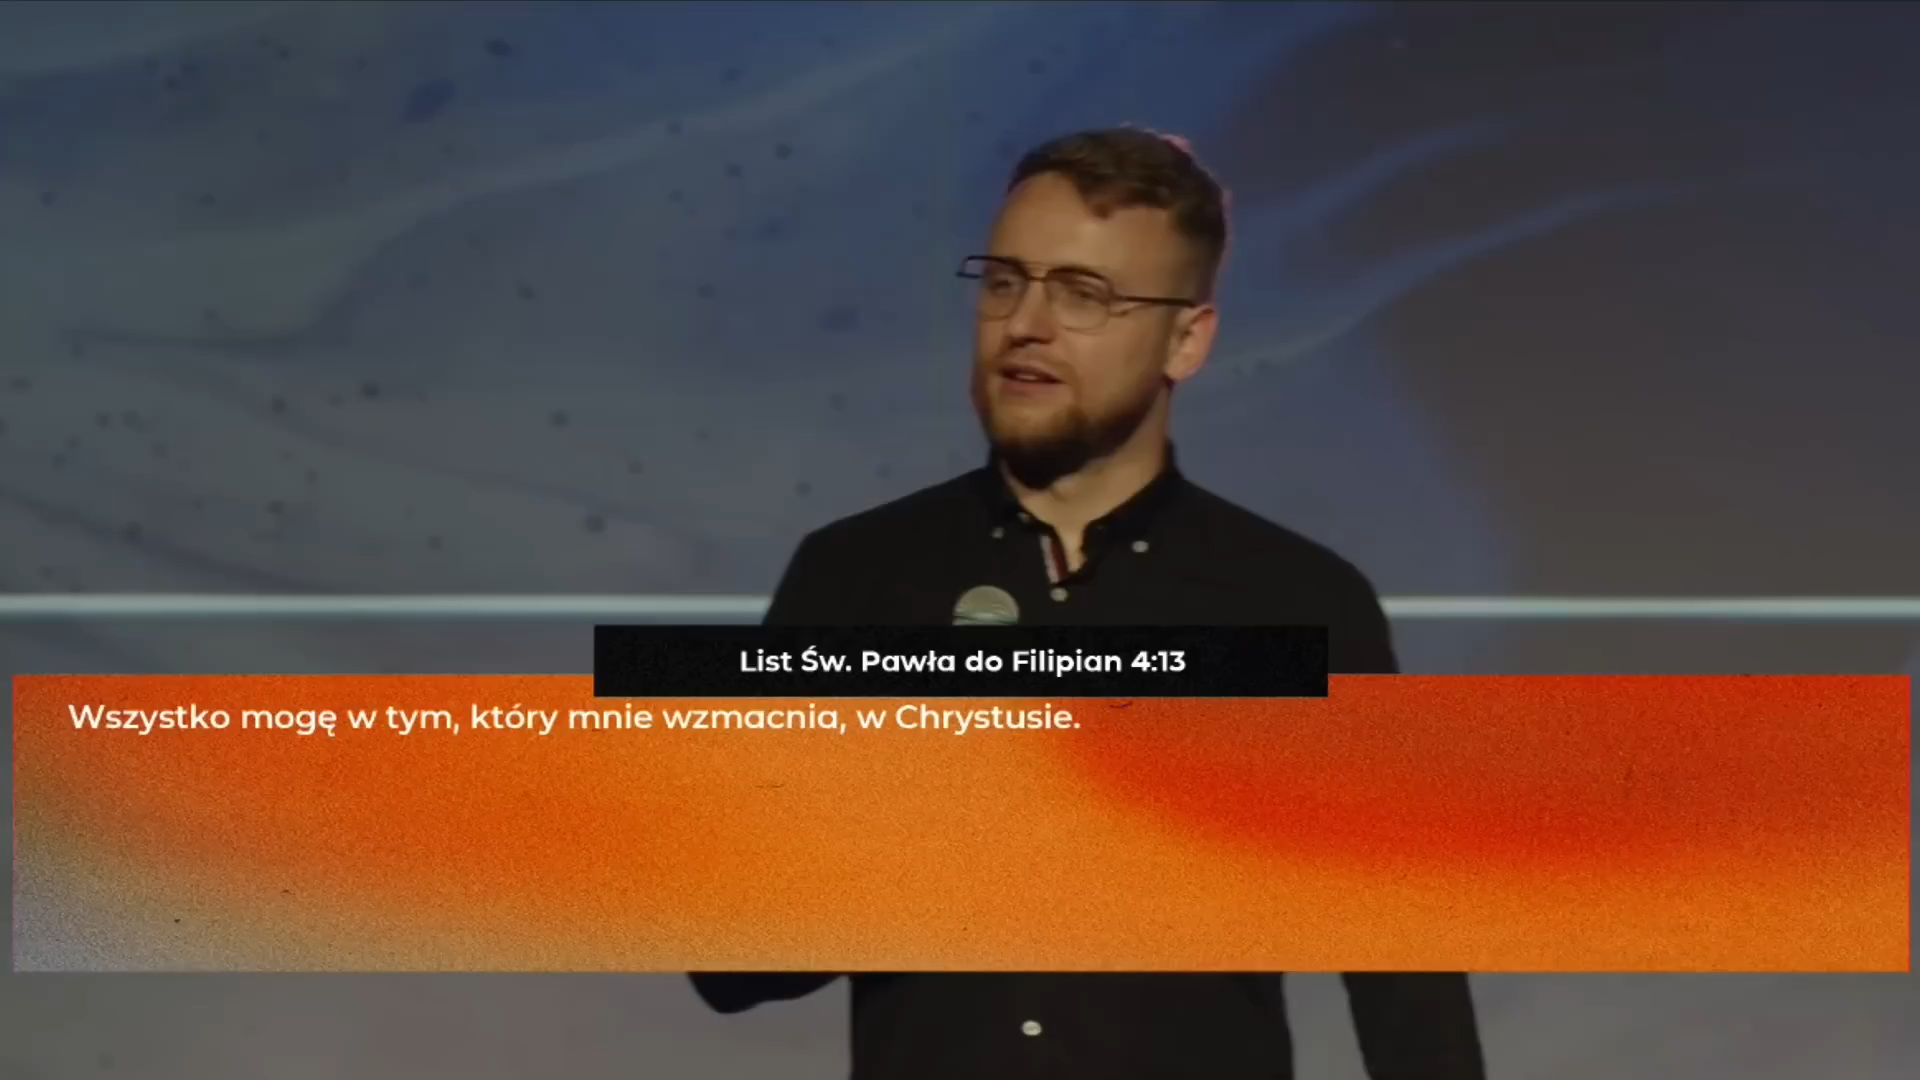 List Św. Pawła do Filipian 4:13
Wszystko mogę w tym, który mnie wzmacnia, w Chrystusie.